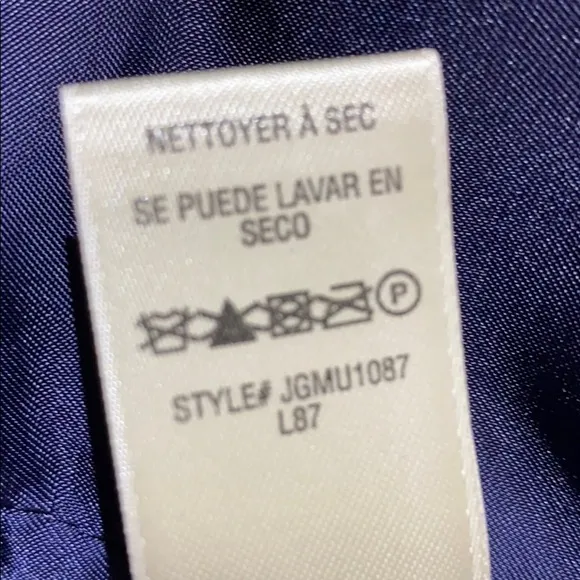 NETTOYER À SEC
SE PUEDE LAVAR EN
SECO
P
STYLE# JGMU1087
L87